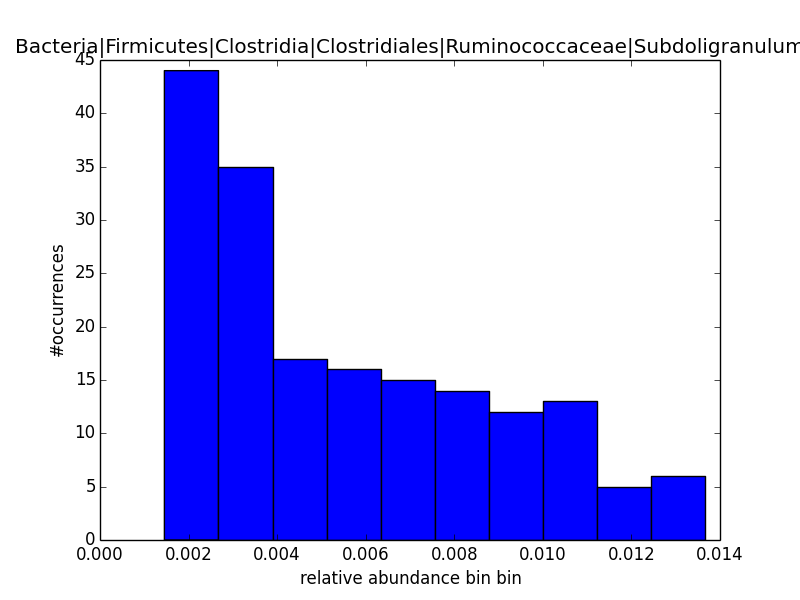 Bacteria|Firmicutes|Clostridia|Clostridiales|Ruminococcaceae|Subdoligranulum
45
40
35
30
25
20
15
10
5
0
#occurrences
0.000 0.002 0.004 0.006 0.008 0.010 0.012 0.014
relative abundance bin bin